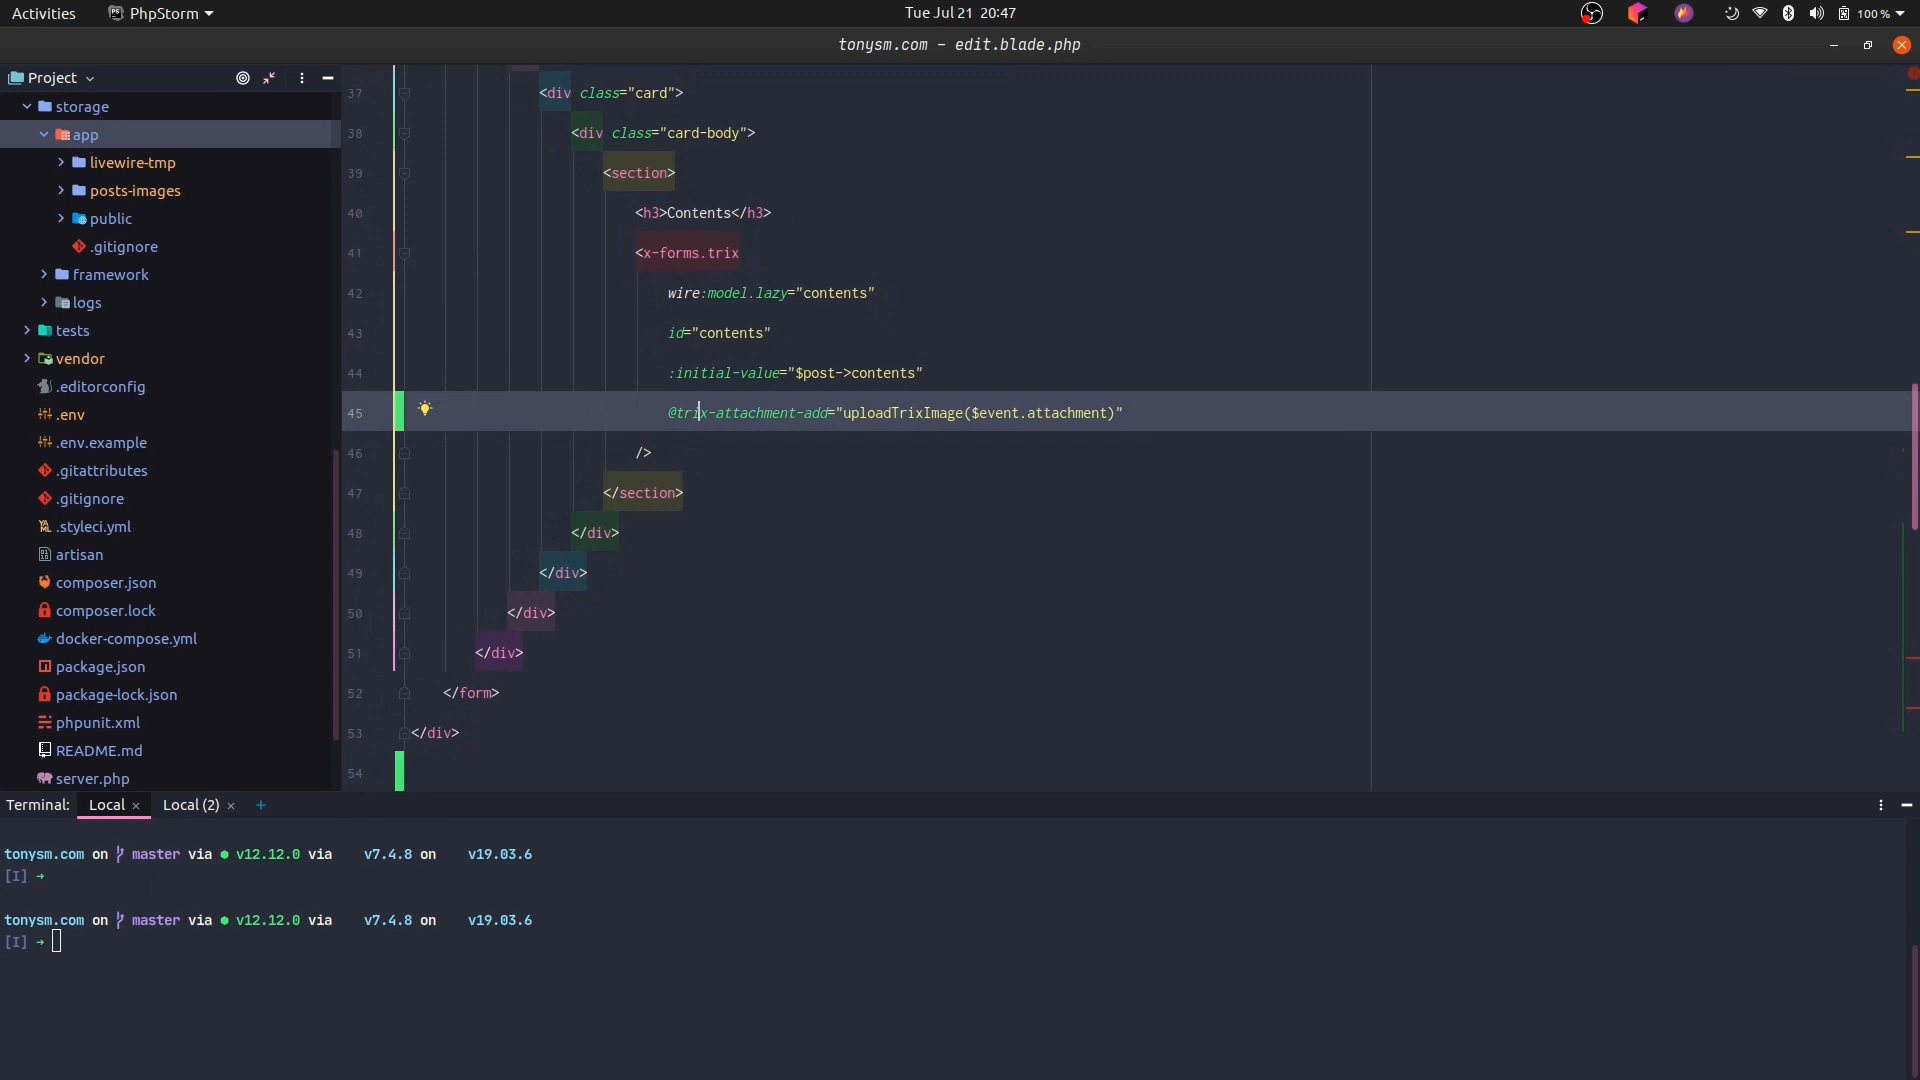 Activities
PhpStorm
Tue Jul 21 20:47
100 %
tonysm.com – edit.blade.php
Project
storage
app
livewire-tmp
posts-images
public
.gitignore
framework
logs
tests
vendor
.editorconfig
.env
.env.example
.gitattributes
.gitignore
.styleci.yml
artisan
composer.json
composer.lock
docker-compose.yml
package.json
package-lock.json
phpunit.xml
README.md
server.php
37 <div class="card">
38 <div class="card-body">
39 <section>
40 <h3>Contents</h3>
41 <x-forms.trix
42 wire:model.lazy="contents"
43 id="contents"
44 :initial-value="$post->contents"
45 @trix-attachment-add="uploadTrixImage($event.attachment)"
46 />
47 </section>
48 </div>
49 </div>
50 </div>
51 </div>
52 </form>
53 </div>
54
Terminal: Local × Local (2) × +
tonysm.com on master via ● v12.12.0 via v7.4.8 on v19.03.6
[I] →
tonysm.com on master via ● v12.12.0 via v7.4.8 on v19.03.6
[I] →